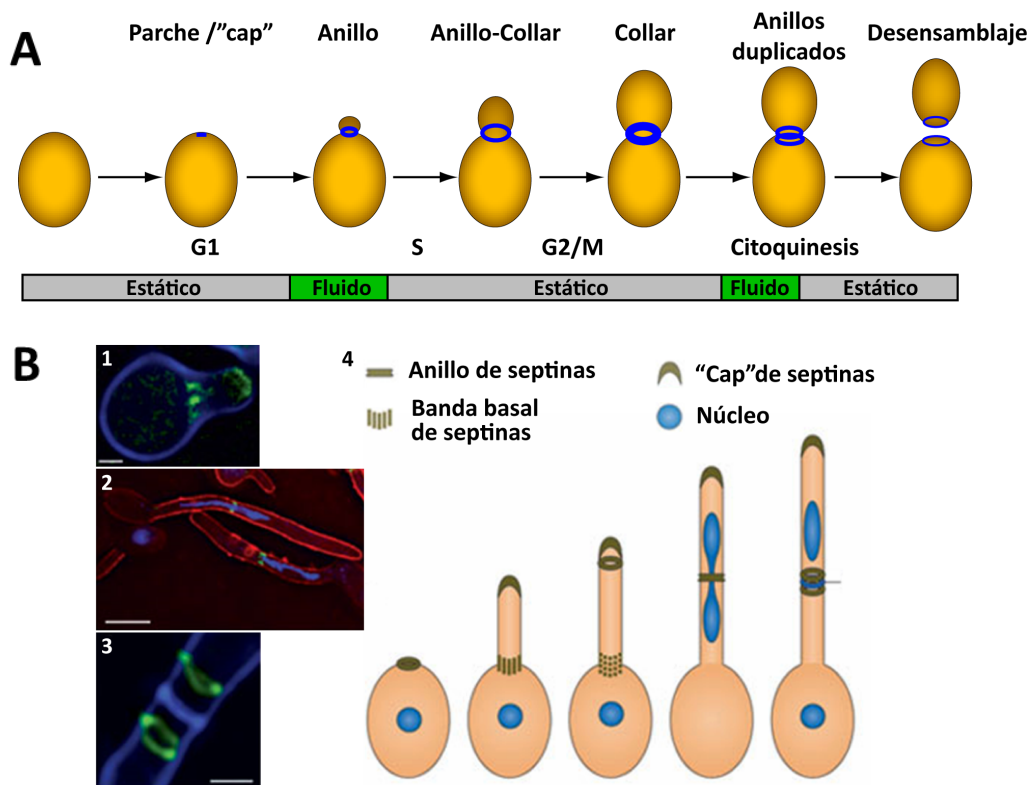 A
Parche /”cap”
Anillo
Anillo-Collar
Collar
Anillos
duplicados
Desensamblaje
G1
S
G2/M
Citoquinesis
Estático
Fluido
Estático
Fluido
Estático
B
1
2
3
4
Anillo de septinas
“Cap”de septinas
Banda basal
de septinas
Núcleo